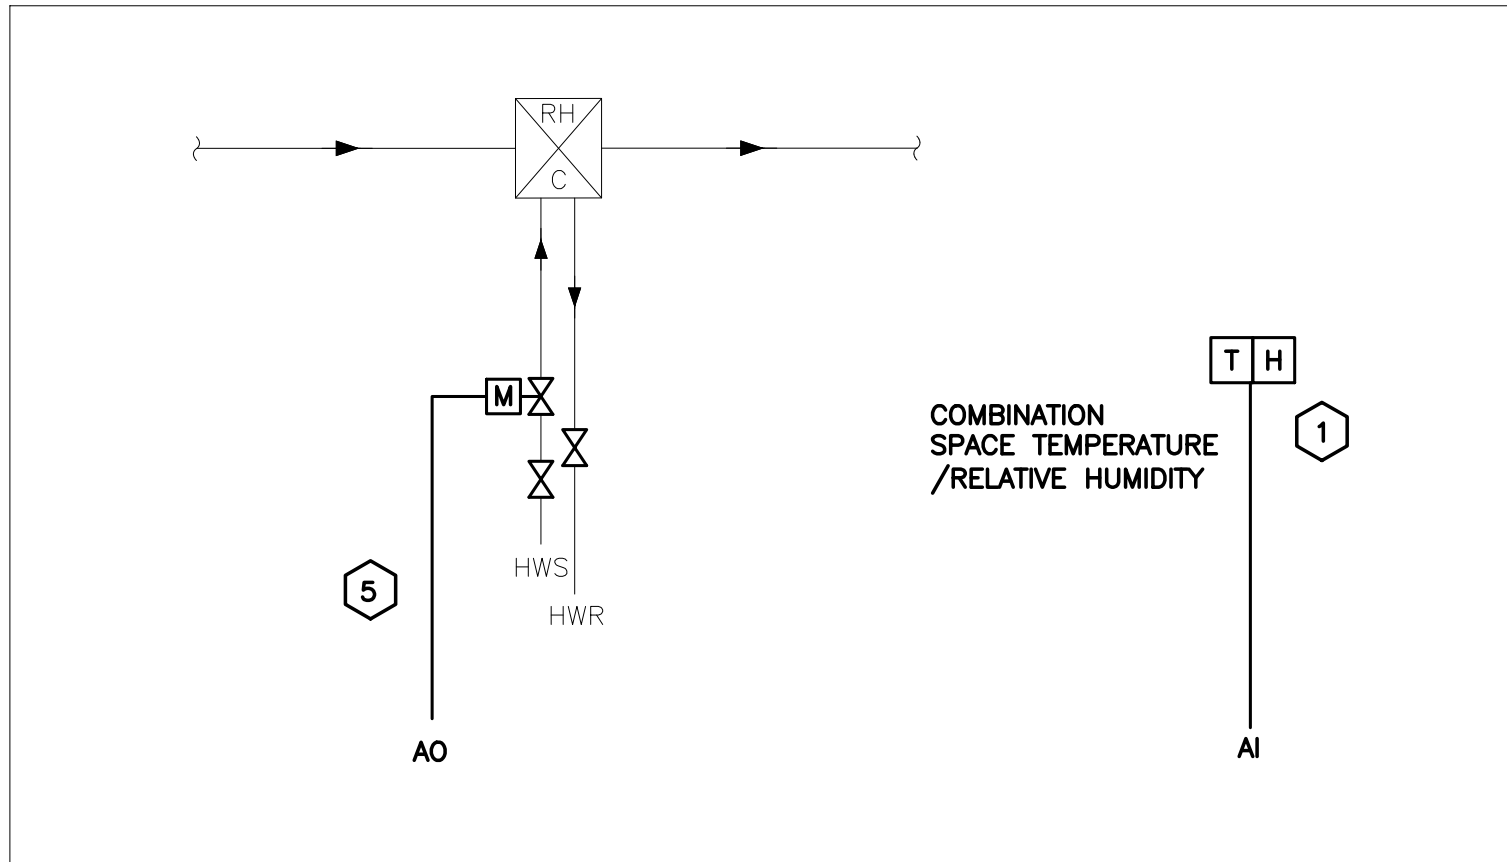 RH
C
M
T H
COMBINATION
SPACE TEMPERATURE
/RELATIVE HUMIDITY
1
HWS
5
HWR
AO
AI